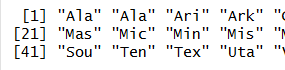 [1] "Ala" "Ala" "Ari" "Ark"
[21] "Mas" "Mic" "Min" "Mis"
[41] "Sou" "Ten" "Tex" "Uta"